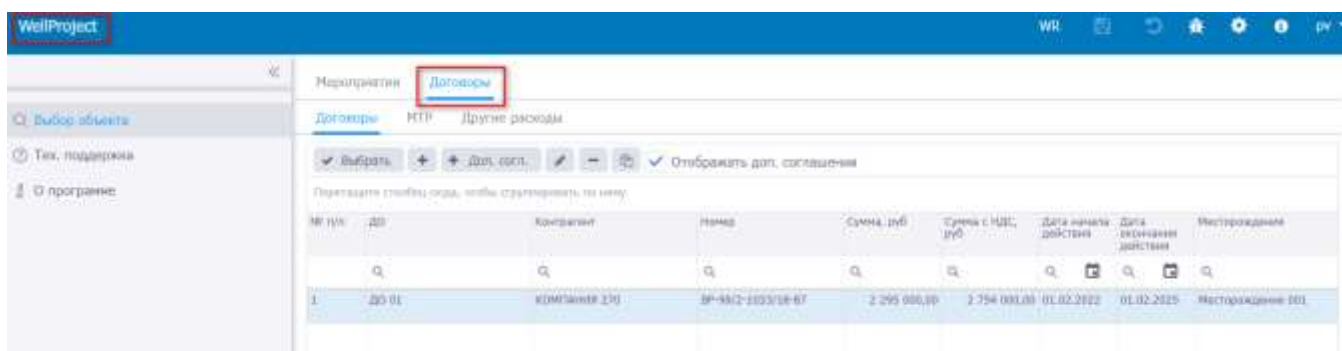 WellProject
WR
Мероприятия Договоры
Выбор объекта
Договоры МТР Другие расходы
Тех. поддержка
Выбрать Доп. согл. Отображать доп. соглашения
О программе
Перетащите столбец сюда, чтобы сгруппировать по нему
№ п/п ДО Контрагент Номер Сумма, руб Сумма с НДС, руб Дата начала действия Дата окончания действия Месторождение
1 ДО 01 КОМПАНИЯ 270 2 295 000,00 2 754 000,00 01.02.2022 01.02.2025 Месторождение 001